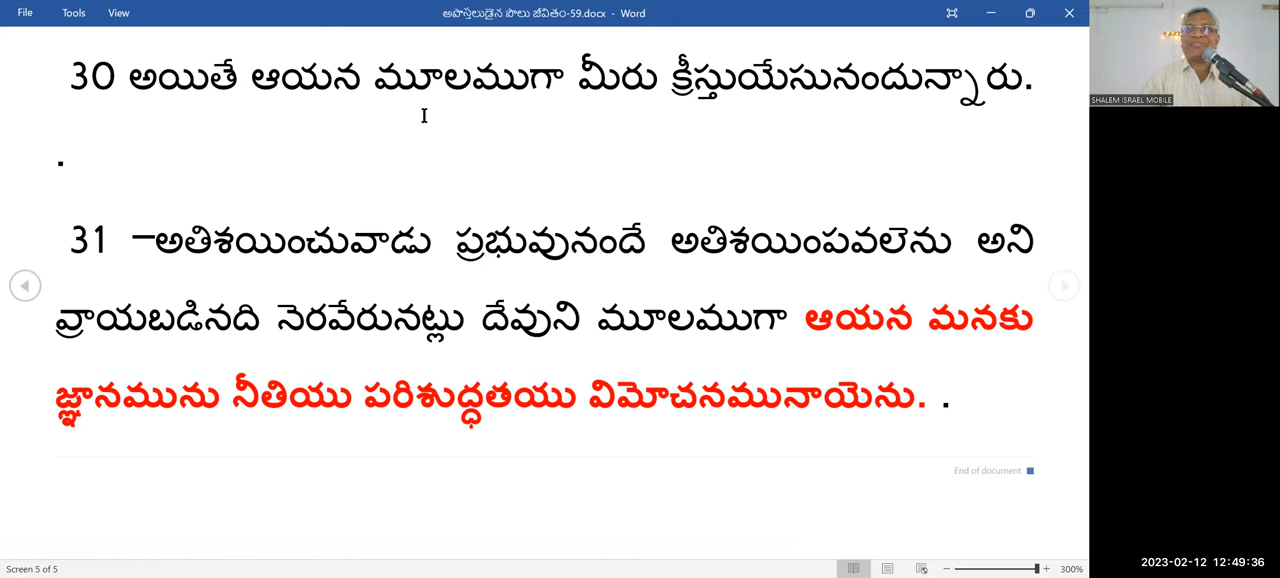 File Tools View అపొస్తలుడైన పౌలు జీవితం-59.docx - Word
30 అయితే ఆయన మూలముగా మీరు క్రీస్తుయేసునందున్నారు.
.
31 –అతిశయించువాడు ప్రభువునందే అతిశయింపవలెను అని
వ్రాయబడినది నెరవేరునట్లు దేవుని మూలముగా ఆయన మనకు
జ్ఞానమును నీతియు పరిశుద్ధతయు విమోచనమునాయెను. .
End of document
Screen 5 of 5 300%
SHALEM ISRAEL MOBILE
2023-02-12 12:49:36